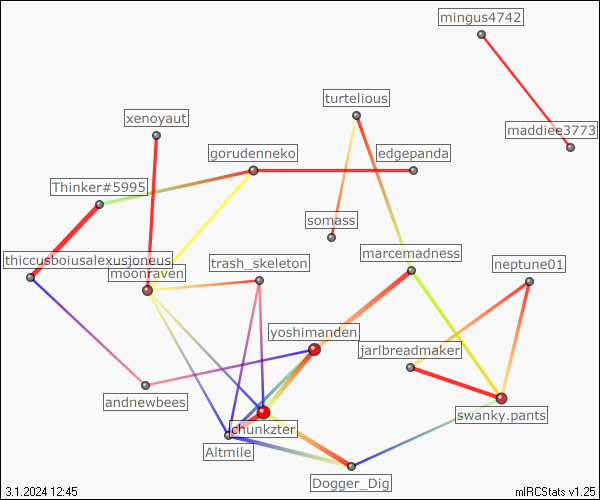 mingus4742
turtelious
xenoyaut
maddiee3773
gorudenneko
edgepanda
Thinker#5995
somass
marcemadness
thiccusboiusalexusjoneus
trash_skeleton
neptune01
moonraven
yoshimanden
jarlbreadmaker
andnewbees
swanky.pants
chunkzter
Altmile
Dogger_Dig
3.1.2024 12:45
mIRCStats v1.25